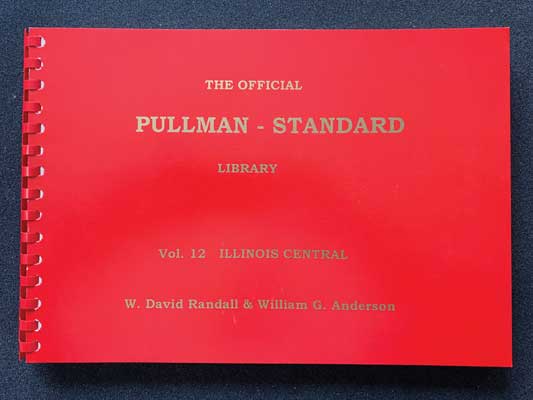 THE OFFICIAL
PULLMAN - STANDARD
LIBRARY
Vol. 12 ILLINOIS CENTRAL
W. David Randall & William G. Anderson